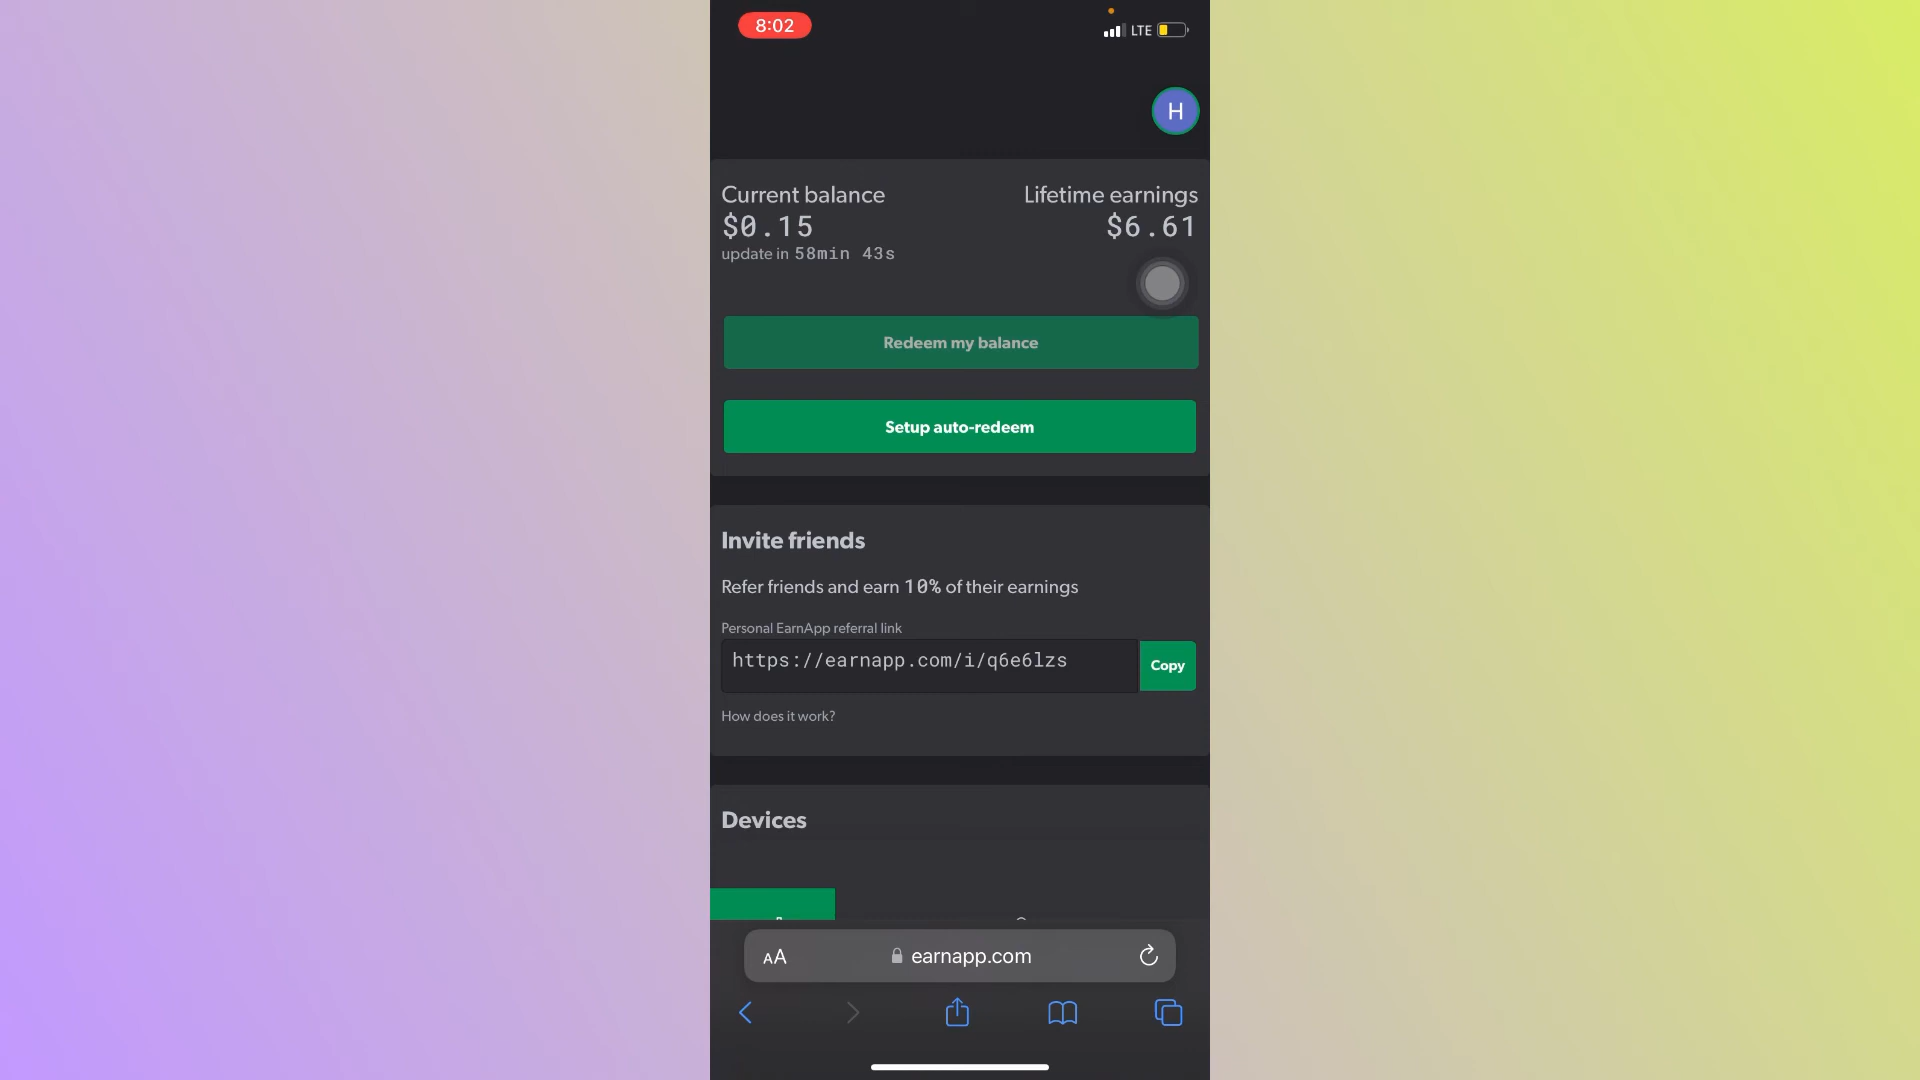 8:02
LTE
H
Current balance
Lifetime earnings
$0.15
$6.61
update in 58min 43s
Redeem my balance
Setup auto-redeem
Invite friends
Refer friends and earn 10% of their earnings
Personal EarnApp referral link
https://earnapp.com/i/q6e6lzs
Copy
How does it work?
Devices
AA
earnapp.com